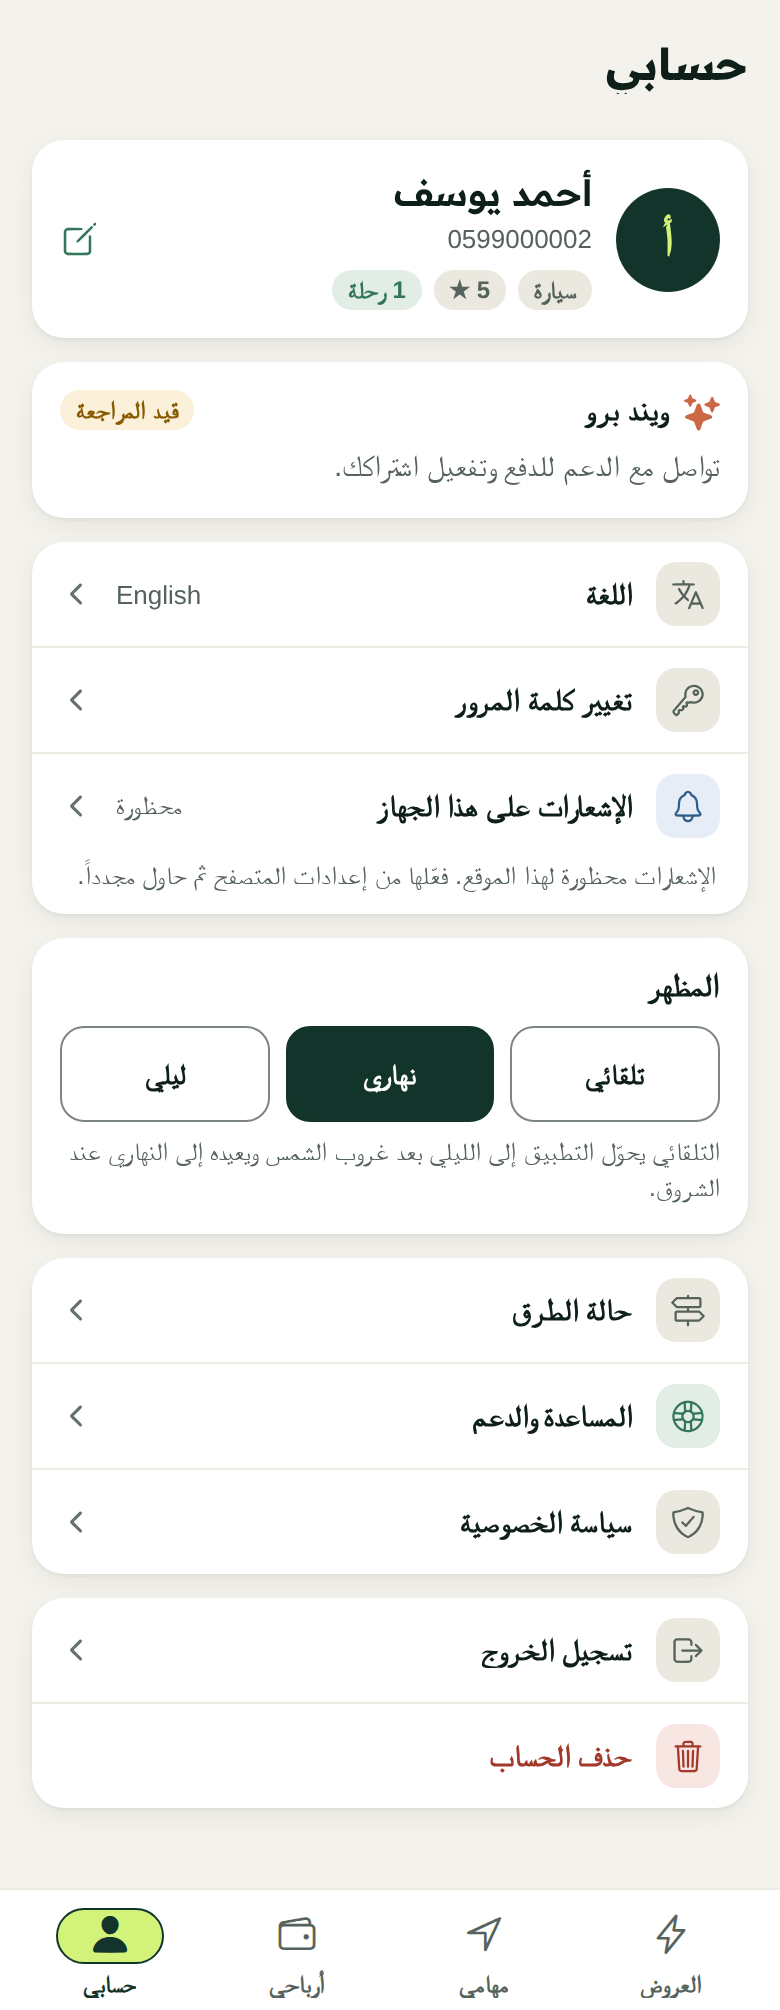 حسابي
أ
أحمد يوسف
0599000002
سيارة
5 ★
1 رحلة
ويند برو
قيد المراجعة
تواصل مع الدعم للدفع وتفعيل اشتراكك.
اللغة
English
تغيير كلمة المرور
الإشعارات على هذا الجهاز
محظورة
الإشعارات محظورة لهذا الموقع. فعّلها من إعدادات المتصفح ثم حاول مجدداً.
المظهر
تلقائي
نهاري
ليلي
التلقائي يحوّل التطبيق إلى الليلي بعد غروب الشمس ويعيده إلى النهاري عند
الشروق.
حالة الطرق
المساعدة والدعم
سياسة الخصوصية
تسجيل الخروج
حذف الحساب
العروض
مهامي
أرباحي
حسابي